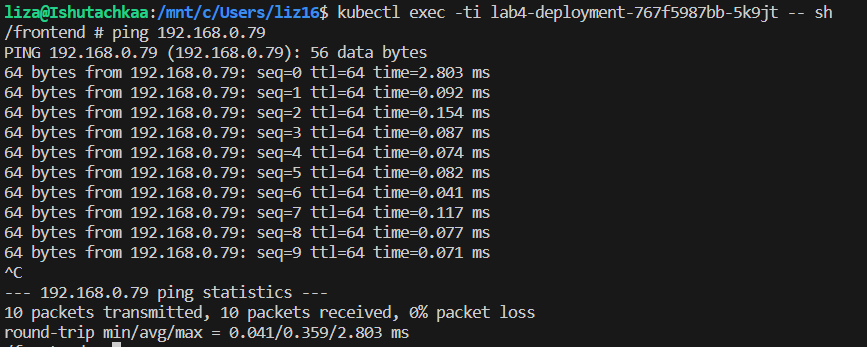 liza@Ishutachkaa:/mnt/c/Users/liz16$ kubectl exec -ti lab4-deployment-767f5987bb-5k9jt -- sh
/frontend # ping 192.168.0.79
PING 192.168.0.79 (192.168.0.79): 56 data bytes
64 bytes from 192.168.0.79: seq=0 ttl=64 time=2.803 ms
64 bytes from 192.168.0.79: seq=1 ttl=64 time=0.092 ms
64 bytes from 192.168.0.79: seq=2 ttl=64 time=0.154 ms
64 bytes from 192.168.0.79: seq=3 ttl=64 time=0.087 ms
64 bytes from 192.168.0.79: seq=4 ttl=64 time=0.074 ms
64 bytes from 192.168.0.79: seq=5 ttl=64 time=0.082 ms
64 bytes from 192.168.0.79: seq=6 ttl=64 time=0.041 ms
64 bytes from 192.168.0.79: seq=7 ttl=64 time=0.117 ms
64 bytes from 192.168.0.79: seq=8 ttl=64 time=0.077 ms
64 bytes from 192.168.0.79: seq=9 ttl=64 time=0.071 ms
^C
--- 192.168.0.79 ping statistics ---
10 packets transmitted, 10 packets received, 0% packet loss
round-trip min/avg/max = 0.041/0.359/2.803 ms